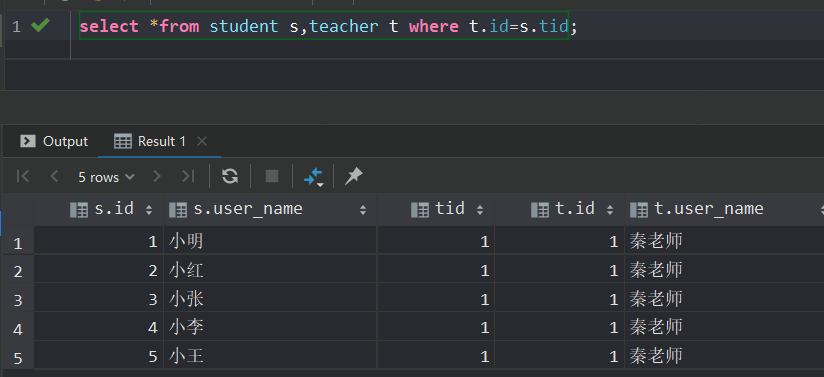 1 select *from student s,teacher t where t.id=s.tid;
Output Result 1
5 rows
s.id s.user_name tid t.id t.user_name
1 1 小明 1 1 秦老师
2 2 小红 1 1 秦老师
3 3 小张 1 1 秦老师
4 4 小李 1 1 秦老师
5 5 小王 1 1 秦老师